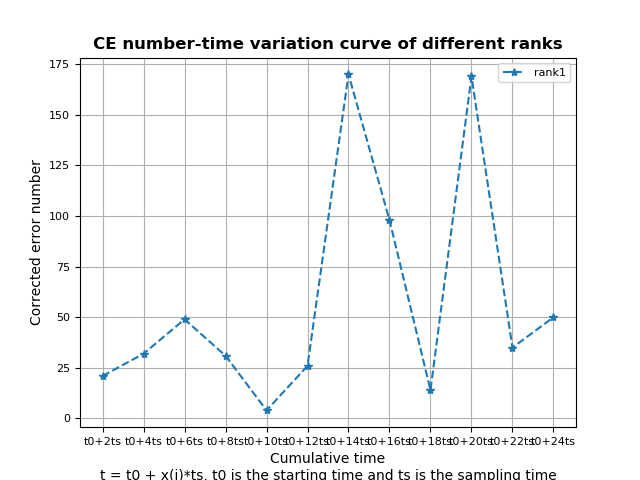 CE number-time variation curve of different ranks
rank1
Corrected error number
175
150
125
100
75
50
25
0
t0+2ts t0+4ts t0+6ts t0+8ts t0+10ts t0+12ts t0+14ts t0+16ts t0+18ts t0+20ts t0+22ts t0+24ts
Cumulative time
t = t0 + x(i)*ts, t0 is the starting time and ts is the sampling time